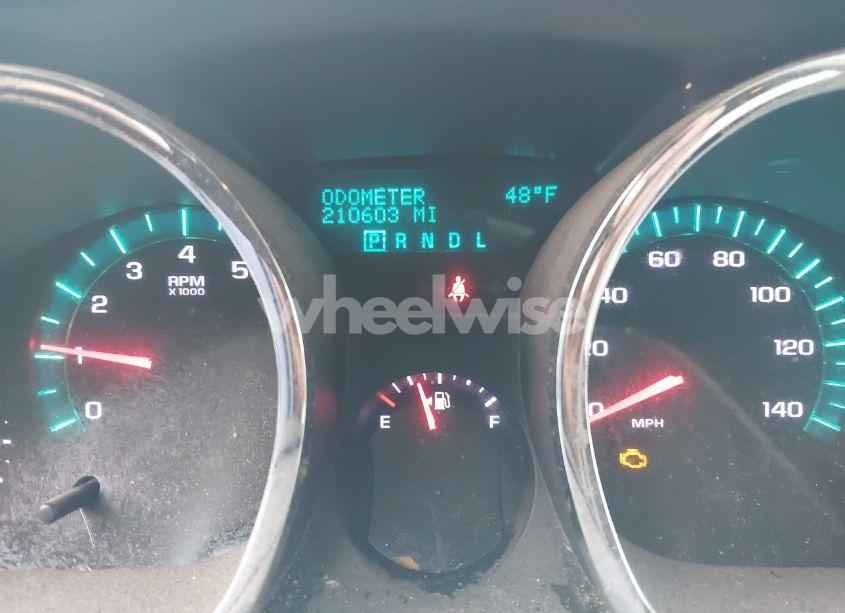 ODOMETER 48°F
210603 MI
P R N D L
0 1 2 3 4 5
RPM
X 1000
wheelwise
E F
0 20 40 60 80 100 120 140
MPH